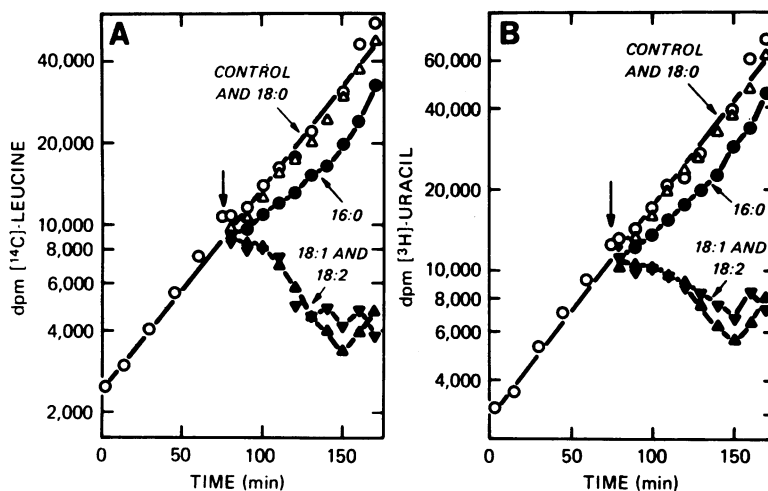 A
40,000
20,000
10,000
8,000
6,000
4,000
2,000
dpm [¹⁴C]-LEUCINE
CONTROL
AND 18:0
16:0
18:1 AND
18:2
0
50
100
150
TIME (min)
B
60,000
40,000
20,000
10,000
8,000
6,000
4,000
dpm [³H]-URACIL
CONTROL
AND 18:0
16:0
18:1 AND
18:2
0
50
100
150
TIME (min)